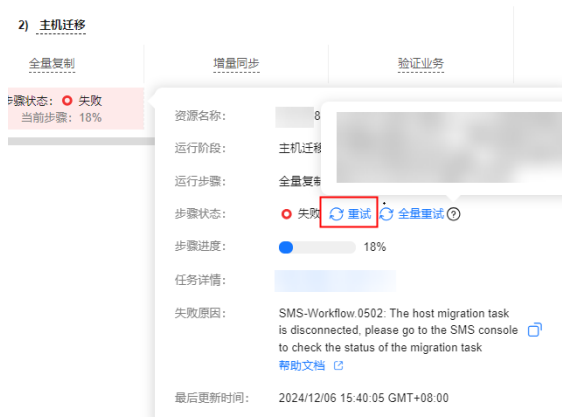 2) 主机迁移
全量复制 增量同步 验证业务
步骤状态: 失败
当前步骤: 18%
资源名称: 8
运行阶段: 主机迁移
运行步骤: 全量复制
步骤状态: 失败 重试 全量重试
步骤进度: 18%
任务详情:
失败原因: SMS-Workflow.0502: The host migration task
is disconnected, please go to the SMS console
to check the status of the migration task
帮助文档
最后更新时间: 2024/12/06 15:40:05 GMT+08:00